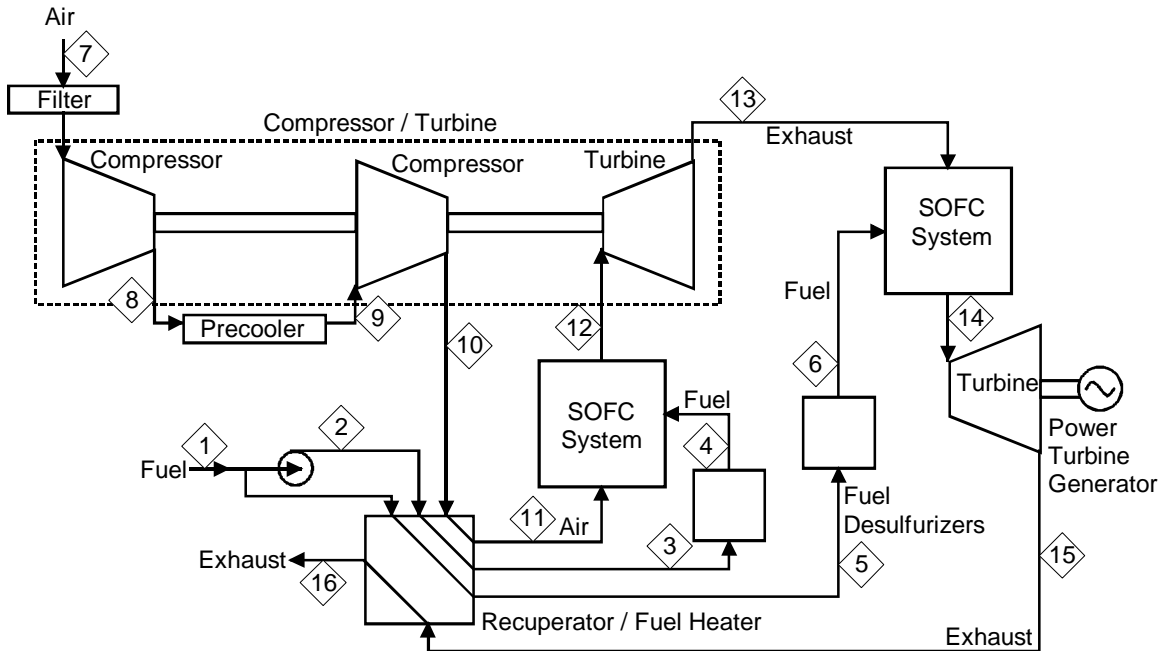 Air
7
Filter
13
Compressor / Turbine
Exhaust
Compressor
Compressor
Turbine
SOFC
System
8
9
Fuel
14
Precooler
12
10
6
Turbine
SOFC
System
Fuel
Power
Turbine
Generator
1
2
4
Fuel
Fuel
Desulfurizers
11
Air
3
5
15
Exhaust
16
Recuperator / Fuel Heater
Exhaust